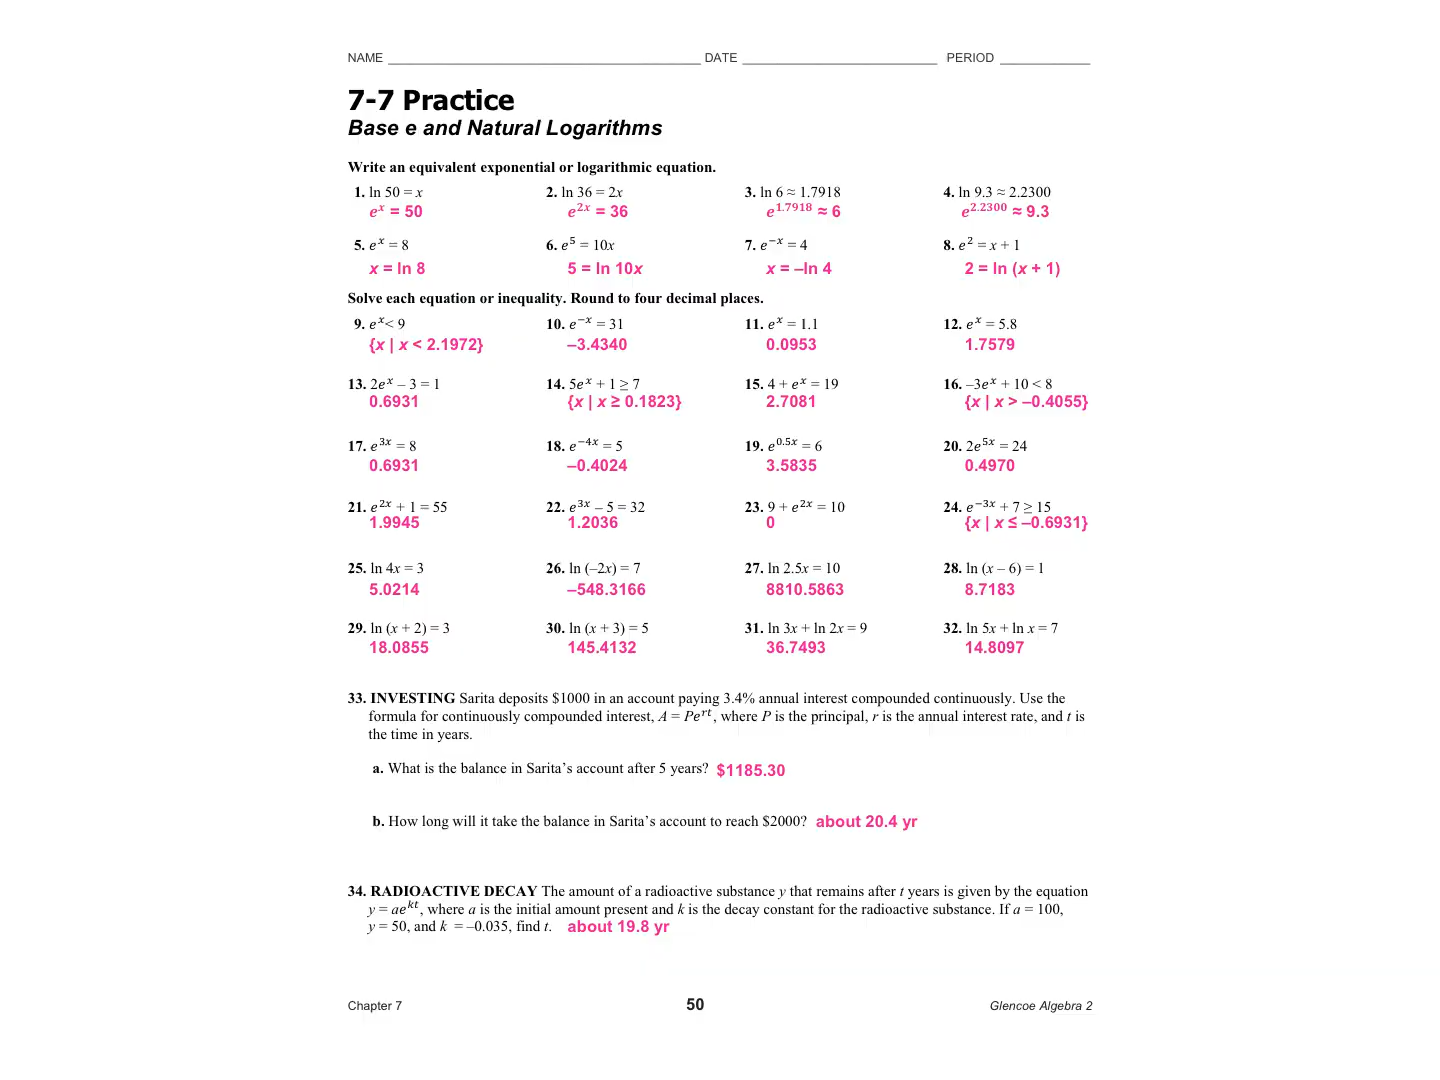 NAME ______________________________________________ DATE ____________________________ PERIOD _____________
7-7 Practice
Base e and Natural Logarithms
Write an equivalent exponential or logarithmic equation.
1. ln 50 = x 2. ln 36 = 2x 3. ln 6 ≈ 1.7918 4. ln 9.3 ≈ 2.2300
e^x = 50 e^2x = 36 e^1.7918 ≈ 6 e^2.2300 ≈ 9.3
5. e^x = 8 6. e^5 = 10x 7. e^−x = 4 8. e^2 = x + 1
x = ln 8 5 = ln 10x x = –ln 4 2 = ln (x + 1)
Solve each equation or inequality. Round to four decimal places.
9. e^x < 9 10. e^−x = 31 11. e^x = 1.1 12. e^x = 5.8
{x | x < 2.1972} –3.4340 0.0953 1.7579
13. 2e^x – 3 = 1 14. 5e^x + 1 ≥ 7 15. 4 + e^x = 19 16. –3e^x + 10 < 8
0.6931 {x | x ≥ 0.1823} 2.7081 {x | x > –0.4055}
17. e^3x = 8 18. e^−4x = 5 19. e^0.5x = 6 20. 2e^5x = 24
0.6931 –0.4024 3.5835 0.4970
21. e^2x + 1 = 55 22. e^3x – 5 = 32 23. 9 + e^2x = 10 24. e^−3x + 7 ≥ 15
1.9945 1.2036 0 {x | x ≤ –0.6931}
25. ln 4x = 3 26. ln (–2x) = 7 27. ln 2.5x = 10 28. ln (x – 6) = 1
5.0214 –548.3166 8810.5863 8.7183
29. ln (x + 2) = 3 30. ln (x + 3) = 5 31. ln 3x + ln 2x = 9 32. ln 5x + ln x = 7
18.0855 145.4132 36.7493 14.8097
33. INVESTING Sarita deposits $1000 in an account paying 3.4% annual interest compounded continuously. Use the
formula for continuously compounded interest, A = Pe^rt, where P is the principal, r is the annual interest rate, and t is
the time in years.
a. What is the balance in Sarita’s account after 5 years? $1185.30
b. How long will it take the balance in Sarita’s account to reach $2000? about 20.4 yr
34. RADIOACTIVE DECAY The amount of a radioactive substance y that remains after t years is given by the equation
y = ae^kt, where a is the initial amount present and k is the decay constant for the radioactive substance. If a = 100,
y = 50, and k = –0.035, find t. about 19.8 yr
Chapter 7 50 Glencoe Algebra 2